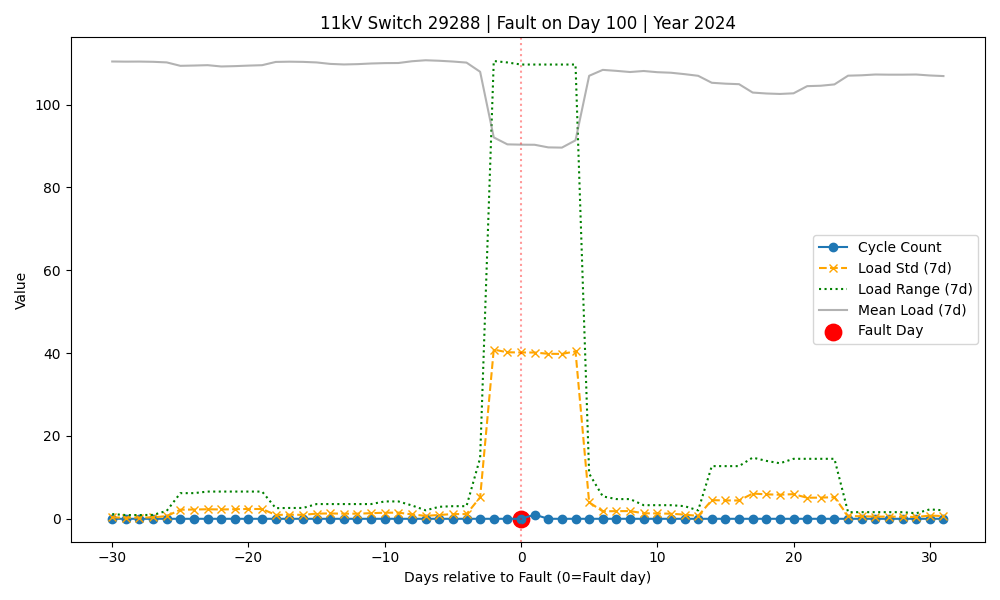 11kV Switch 29288 | Fault on Day 100 | Year 2024
Value
100
80
60
40
20
0
Cycle Count
Load Std (7d)
Load Range (7d)
Mean Load (7d)
Fault Day
−30 −20 −10 0 10 20 30
Days relative to Fault (0=Fault day)